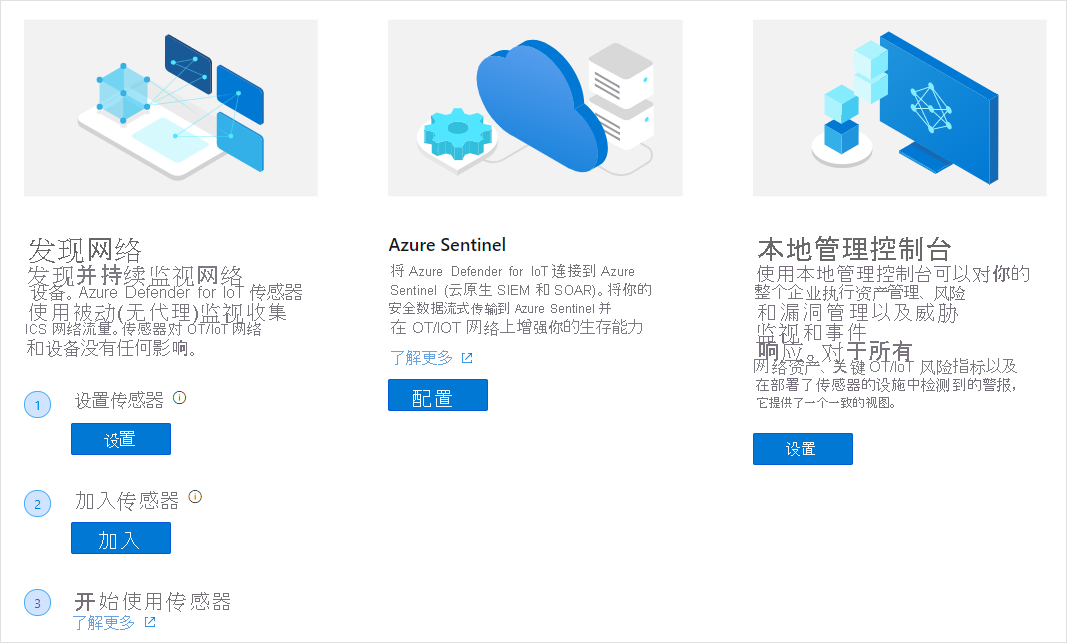 发现网络
发现并持续监视网络
设备。Azure Defender for IoT 传感器
使用被动(无代理)监视收集
ICS 网络流量。传感器对 OT/IoT 网络
和设备没有任何影响。
1
设置传感器
设置
2
加入传感器
加入
3
开始使用传感器
了解更多
Azure Sentinel
将 Azure Defender for IoT 连接到 Azure
Sentinel (云原生 SIEM 和 SOAR)。将你的
安全数据流式传输到 Azure Sentinel 并
在 OT/IOT 网络上增强你的生存能力
了解更多
配置
本地管理控制台
使用本地管理控制台可以对你的
整个企业执行资产管理、风险
和漏洞管理以及威胁
监视和事件
响应。对于所有
网络资产、关键 OT/IoT 风险指标以及
在部署了传感器的设施中检测到的警报，
它提供了一个一致的视图。
设置